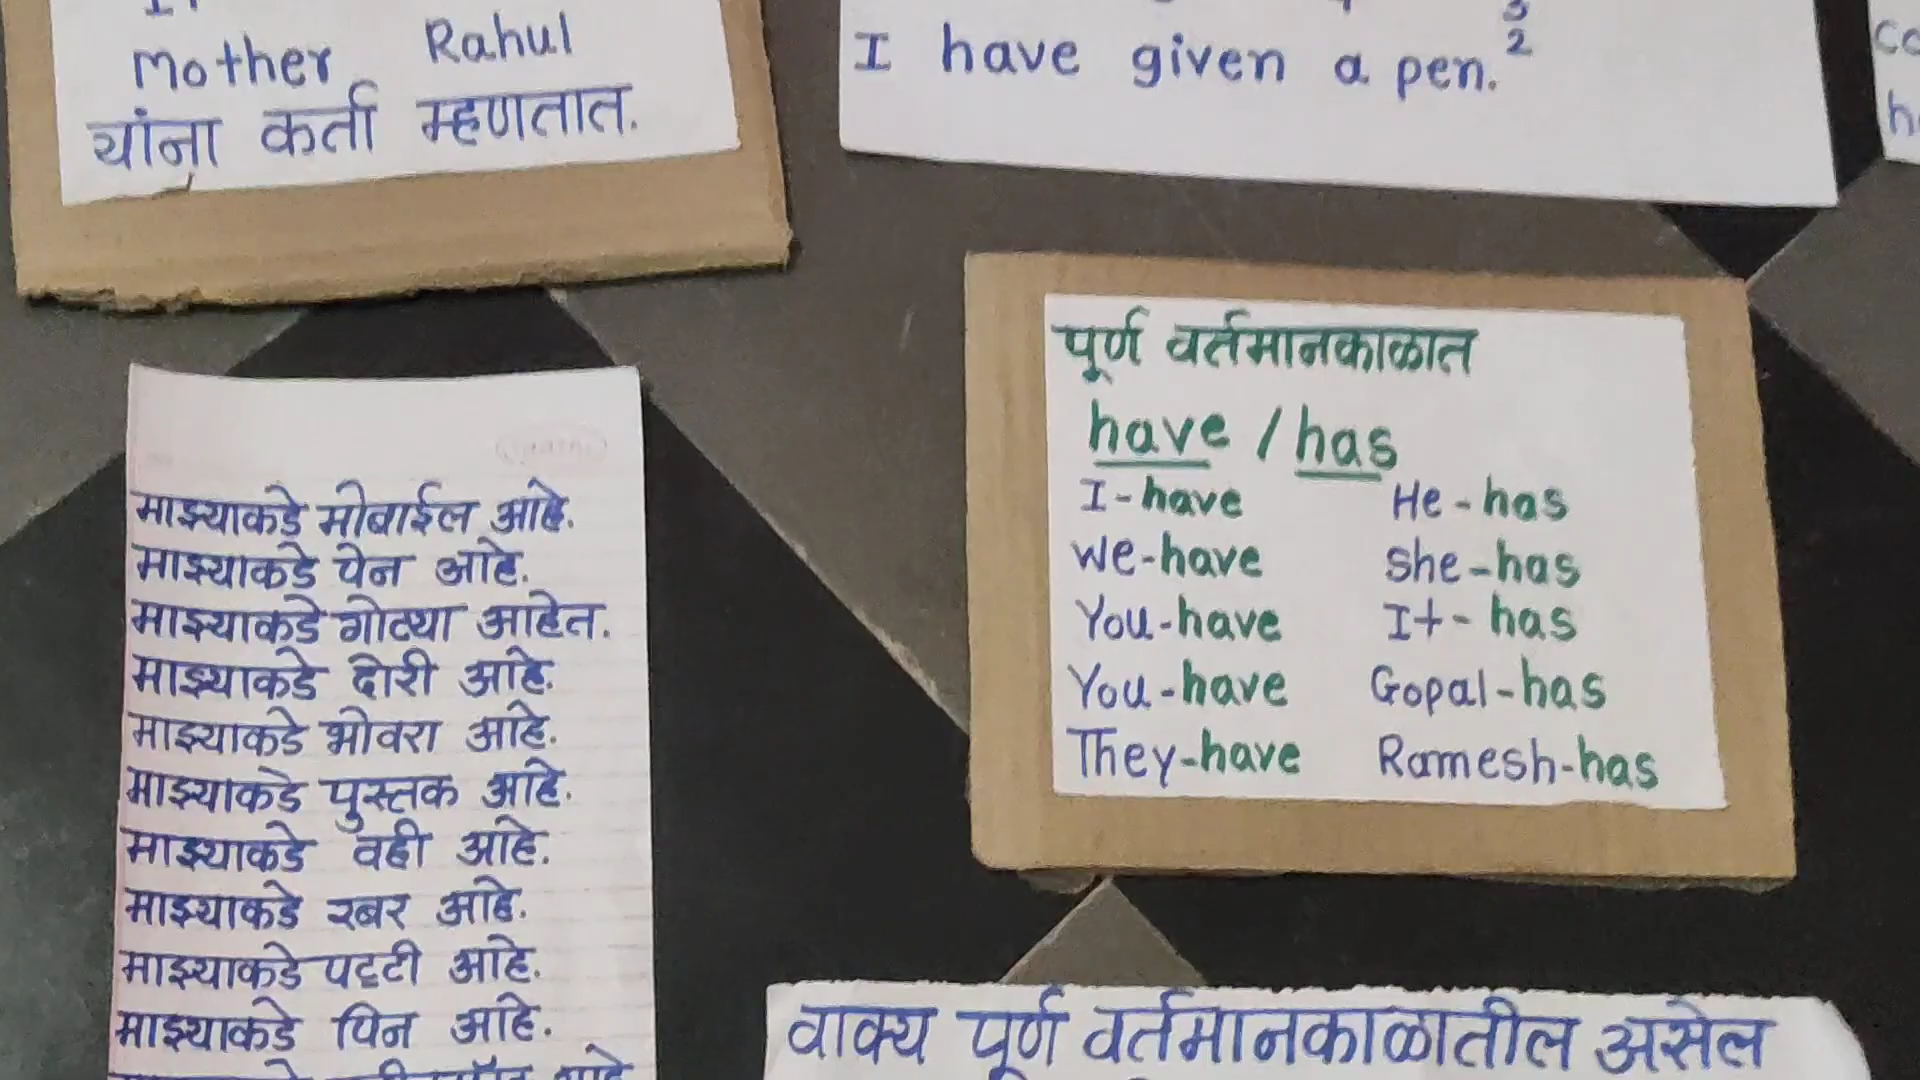 Mother Rahul
यांना कर्ता म्हणतात.
I have given a pen.
3
2
माझ्याकडे मोबाईल आहे.
माझ्याकडे पेन आहे.
माझ्याकडे गोट्या आहेत.
माझ्याकडे दोरी आहे.
माझ्याकडे भोवरा आहे.
माझ्याकडे पुस्तक आहे.
माझ्याकडे वही आहे.
माझ्याकडे रबर आहे.
माझ्याकडे पट्टी आहे.
माझ्याकडे पिन आहे.
पूर्ण वर्तमानकाळात
have / has
I-have He-has
We-have She-has
You-have It-has
You-have Gopal-has
They-have Ramesh-has
वाक्य पूर्ण वर्तमानकाळातील असेल